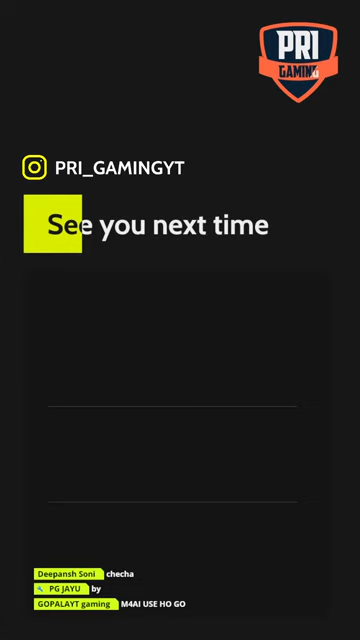 PRI
GAMING
PRI_GAMINGYT
See you next time
Deepansh Soni checha
PG JAYU by
GOPALAYT gaming M4AI USE HO GO